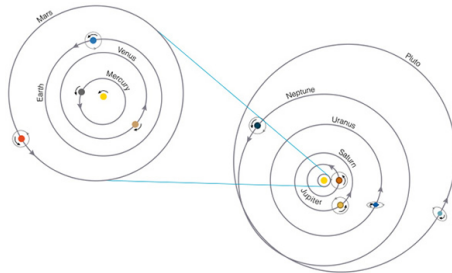 Mars
Venus
Mercury
Earth
Pluto
Neptune
Uranus
Saturn
Jupiter